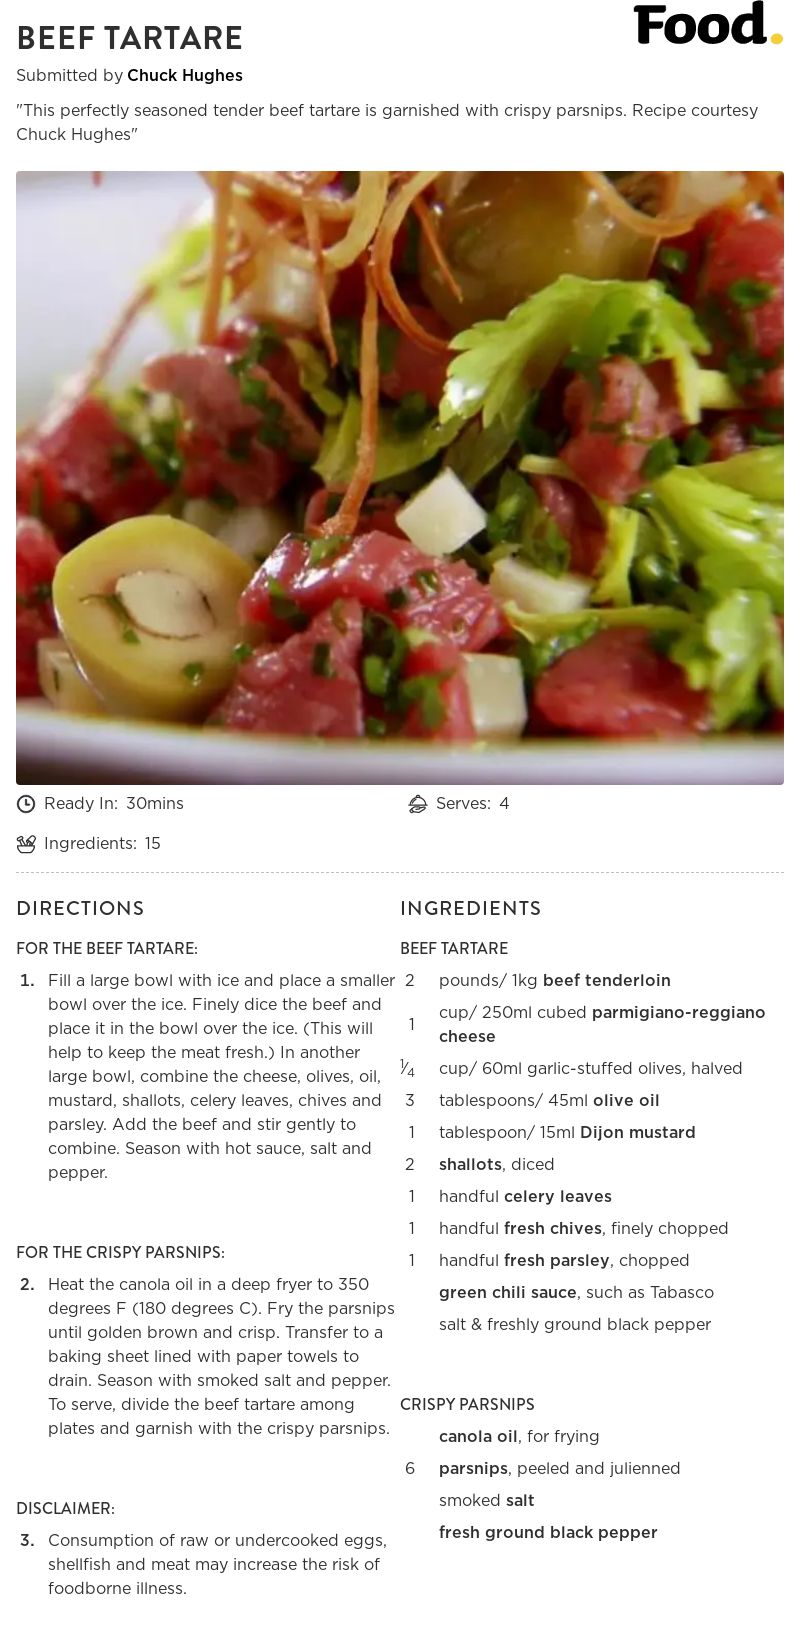 BEEF TARTARE
Food.
Submitted by Chuck Hughes
"This perfectly seasoned tender beef tartare is garnished with crispy parsnips. Recipe courtesy
Chuck Hughes"
Ready In: 30mins
Serves: 4
Ingredients: 15
DIRECTIONS
FOR THE BEEF TARTARE:
1. Fill a large bowl with ice and place a smaller
bowl over the ice. Finely dice the beef and
place it in the bowl over the ice. (This will
help to keep the meat fresh.) In another
large bowl, combine the cheese, olives, oil,
mustard, shallots, celery leaves, chives and
parsley. Add the beef and stir gently to
combine. Season with hot sauce, salt and
pepper.
FOR THE CRISPY PARSNIPS:
2. Heat the canola oil in a deep fryer to 350
degrees F (180 degrees C). Fry the parsnips
until golden brown and crisp. Transfer to a
baking sheet lined with paper towels to
drain. Season with smoked salt and pepper.
To serve, divide the beef tartare among
plates and garnish with the crispy parsnips.
DISCLAIMER:
3. Consumption of raw or undercooked eggs,
shellfish and meat may increase the risk of
foodborne illness.
INGREDIENTS
BEEF TARTARE
2 pounds/ 1kg beef tenderloin
1 cup/ 250ml cubed parmigiano-reggiano
cheese
1⁄4 cup/ 60ml garlic-stuffed olives, halved
3 tablespoons/ 45ml olive oil
1 tablespoon/ 15ml Dijon mustard
2 shallots, diced
1 handful celery leaves
1 handful fresh chives, finely chopped
1 handful fresh parsley, chopped
green chili sauce, such as Tabasco
salt & freshly ground black pepper
CRISPY PARSNIPS
canola oil, for frying
6 parsnips, peeled and julienned
smoked salt
fresh ground black pepper